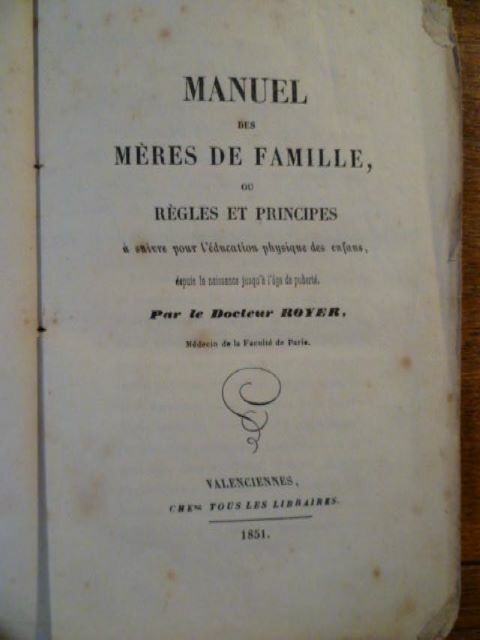 MANUEL
DES
MÈRES DE FAMILLE,
OU
RÈGLES ET PRINCIPES
à suivre pour l'éducation physique des enfans,
depuis la naissance jusqu'à l'âge de puberté.
Par le Docteur ROYER,
Médecin de la Faculté de Paris.
VALENCIENNES,
CHEZ TOUS LES LIBRAIRES.
1851.